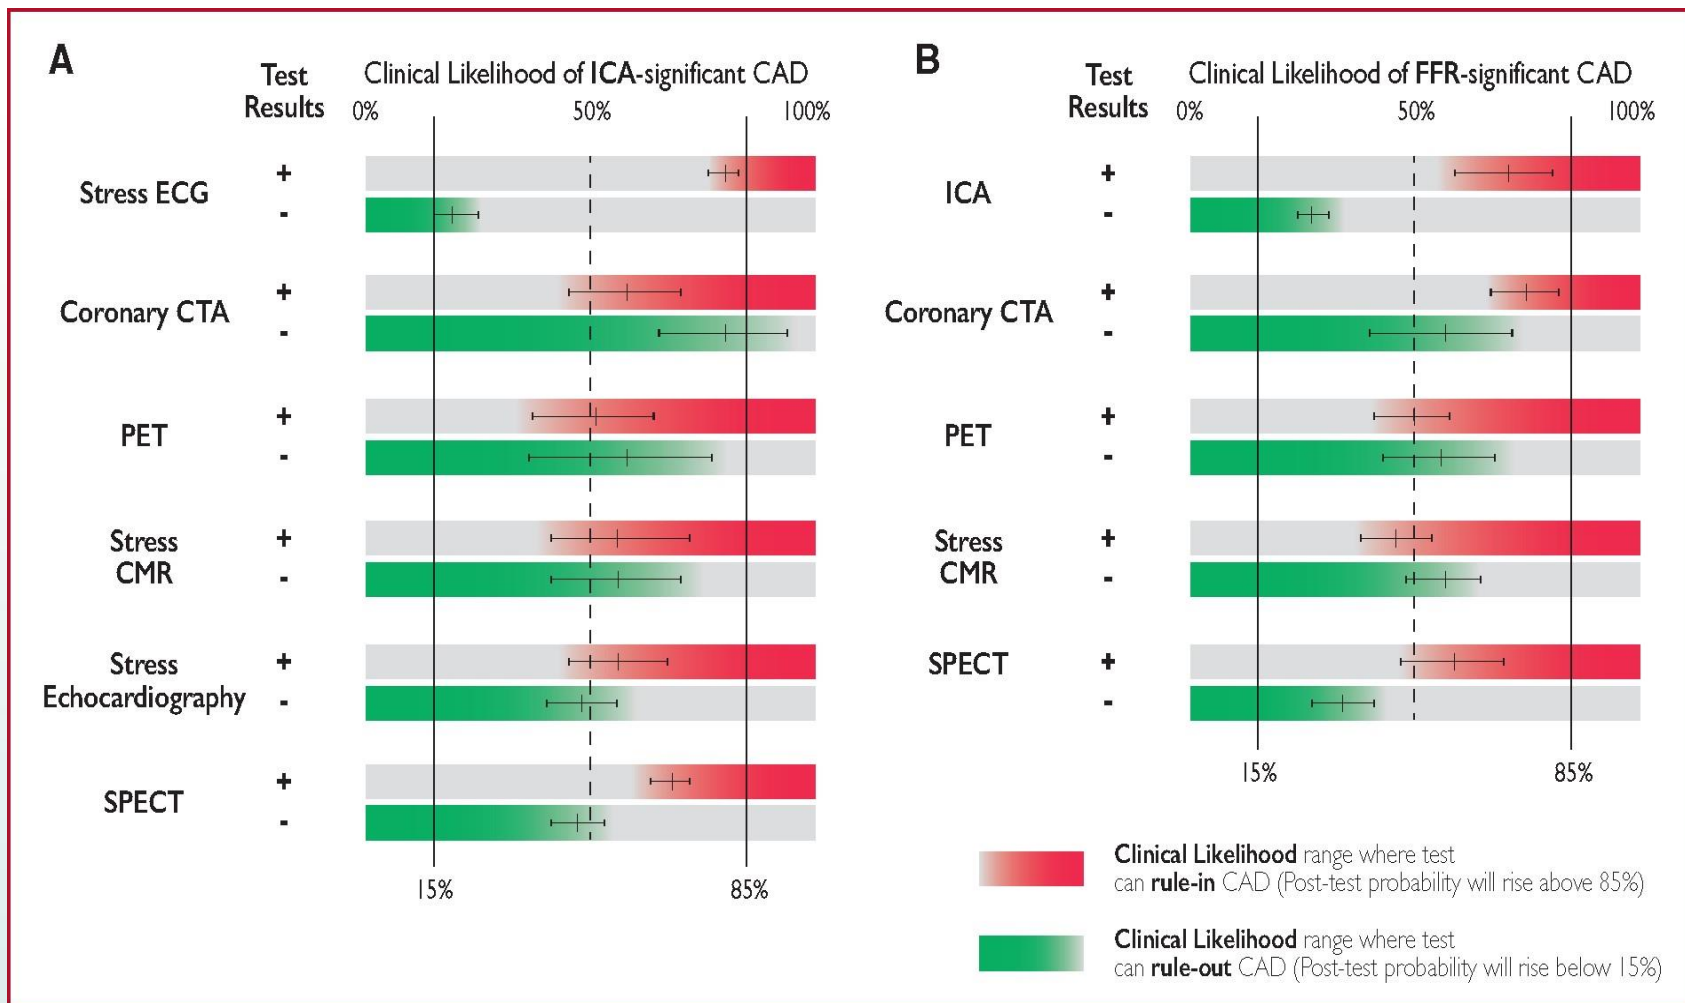 A
Test
Results
Clinical Likelihood of ICA-significant CAD
0%
50%
100%
Stress ECG
+
-
Coronary CTA
+
-
PET
+
-
Stress
CMR
+
-
Stress
Echocardiography
+
-
SPECT
+
-
15%
85%
B
Test
Results
Clinical Likelihood of FFR-significant CAD
0%
50%
100%
ICA
+
-
Coronary CTA
+
-
PET
+
-
Stress
CMR
+
-
SPECT
+
-
15%
85%
Clinical Likelihood range where test
can rule-in CAD (Post-test probability will rise above 85%)
Clinical Likelihood range where test
can rule-out CAD (Post-test probability will rise below 15%)